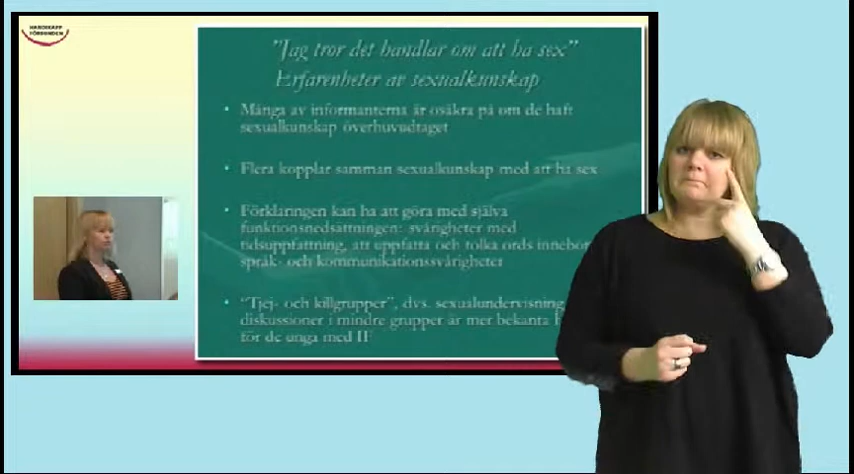 HANDIKAPP
FÖRBUNDEN
"Jag tror det handlar om att ha sex"
Erfarenheter av sexualkunskap
• Många av informanterna är osäkra på om de haft
sexualkunskap överhuvudtaget
• Flera kopplar samman sexualkunskap med att ha sex
• Förklaringen kan ha att göra med själva
funktionsnedsättningen: svårigheter med
tidsuppfattning, att uppfatta och tolka ords innebör
språk- och kommunikationssvårigheter
• "Tjej- och killgrupper", dvs. sexualundervisning
diskussioner i mindre grupper är mer bekanta
för de unga med IF